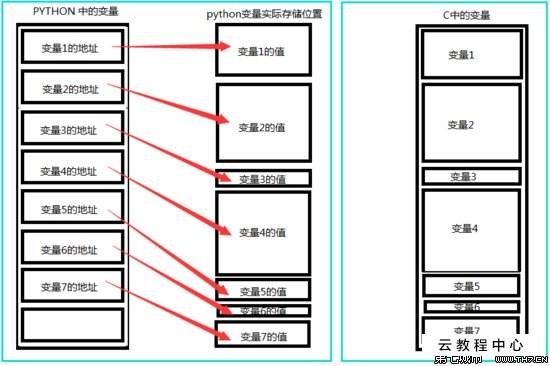 PYTHON 中的变量
python变量实际存储位置
C中的变量
变量1的地址
变量2的地址
变量3的地址
变量4的地址
变量5的地址
变量6的地址
变量7的地址
变量1的值
变量2的值
变量3的值
变量4的值
变量5的值
变量6的值
变量7的值
变量1
变量2
变量3
变量4
变量5
变量6
变量7
云教程中心
WWW.TH7.CN